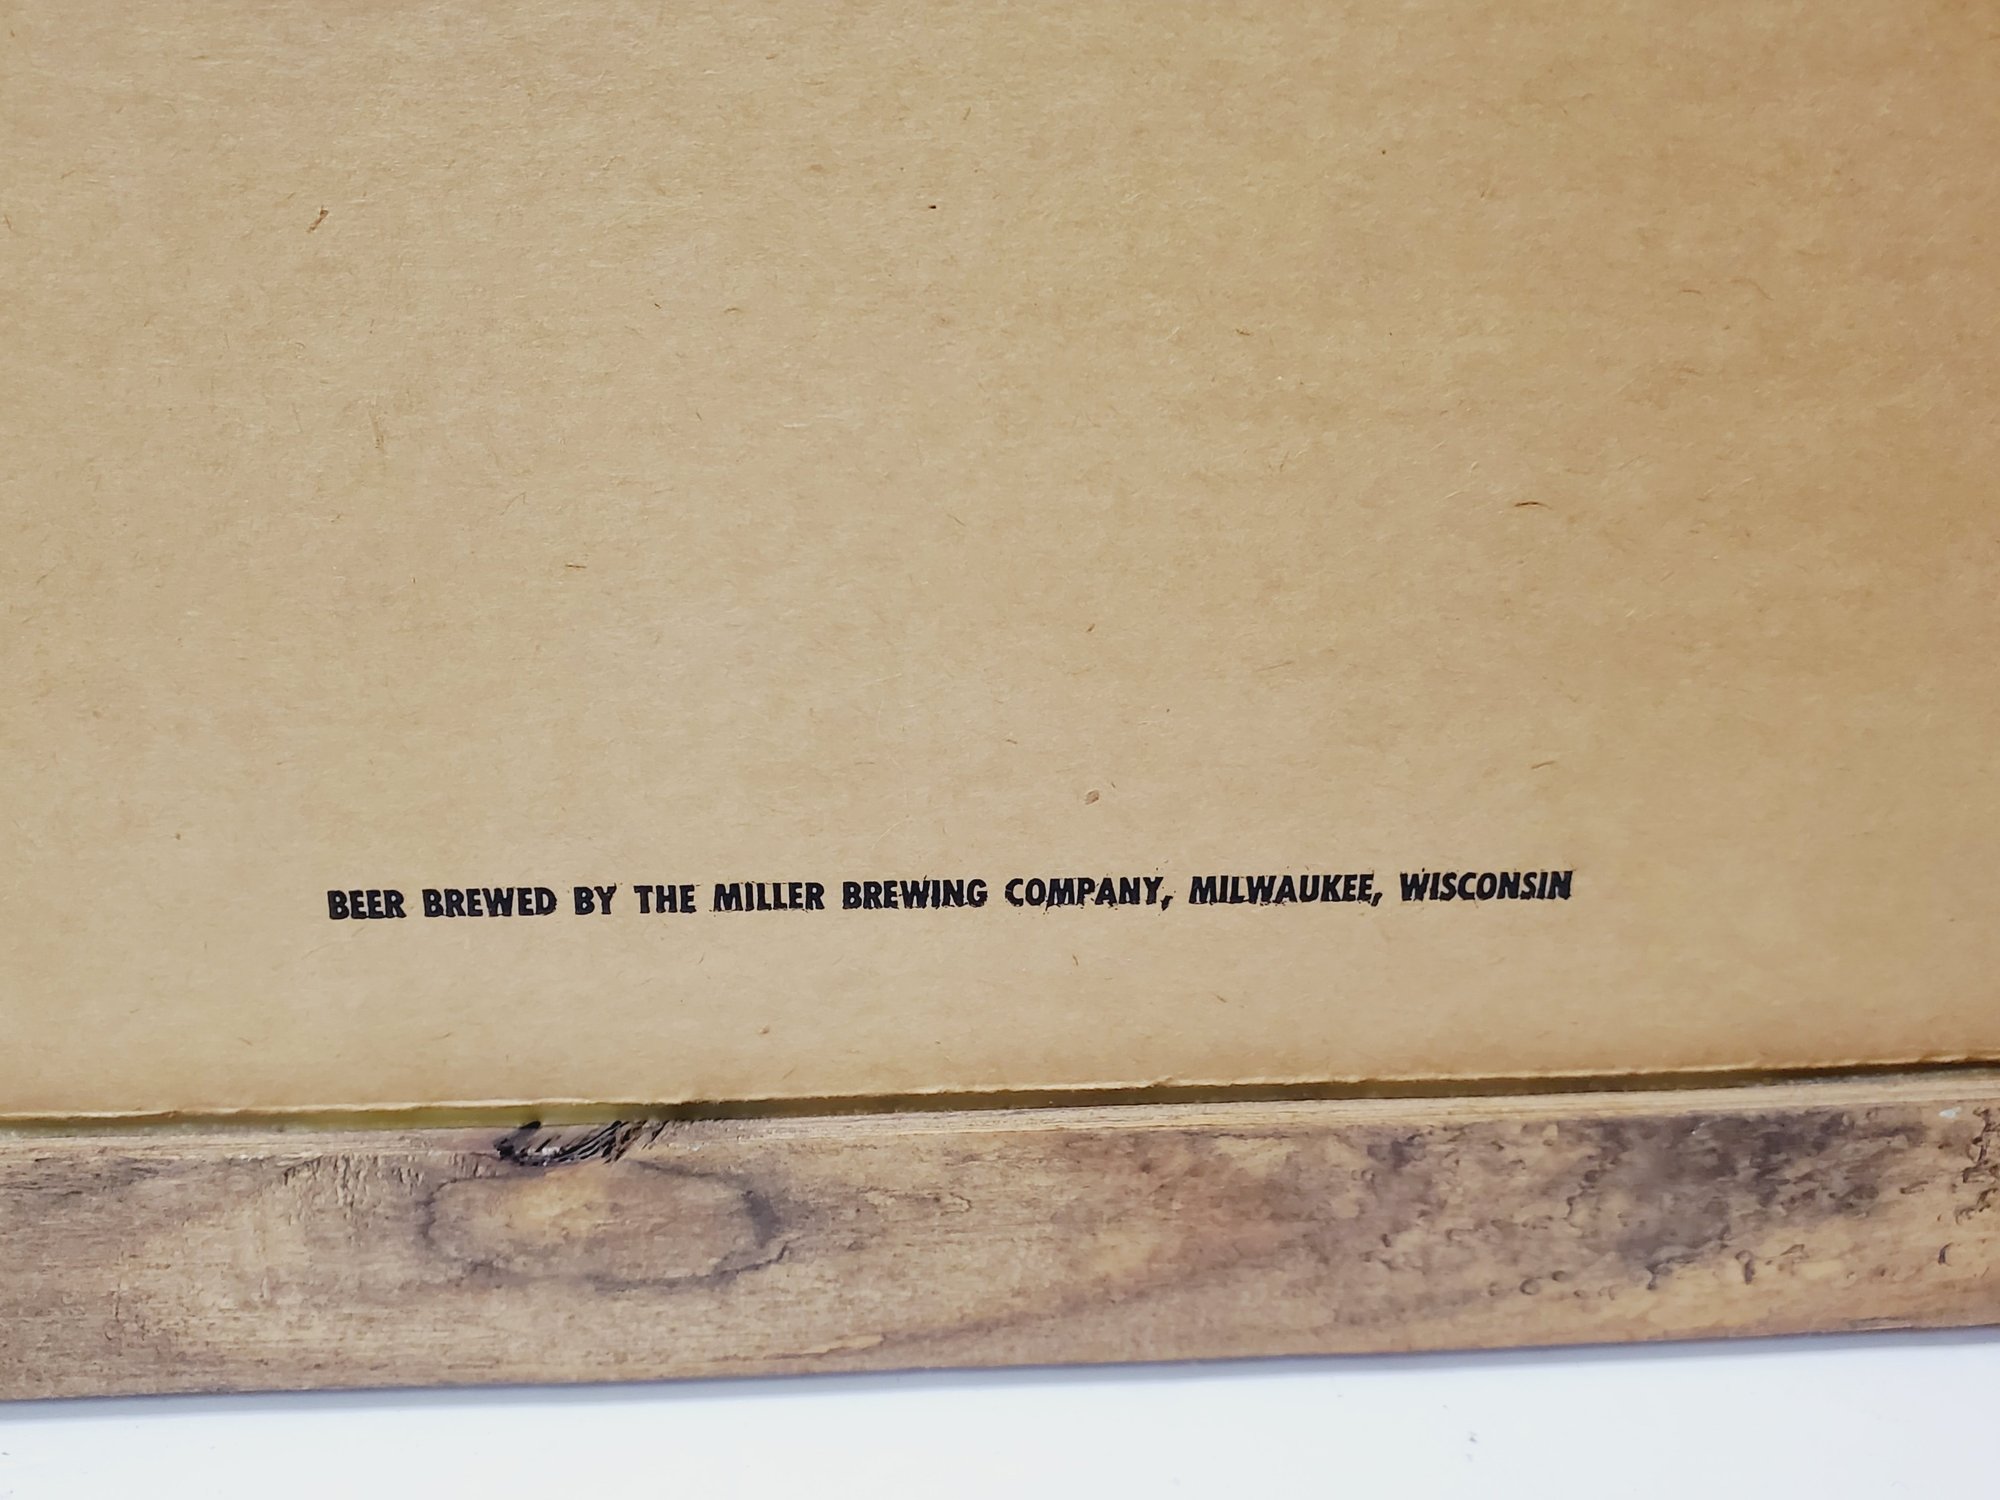 BEER BREWED BY THE MILLER BREWING COMPANY, MILWAUKEE, WISCONSIN